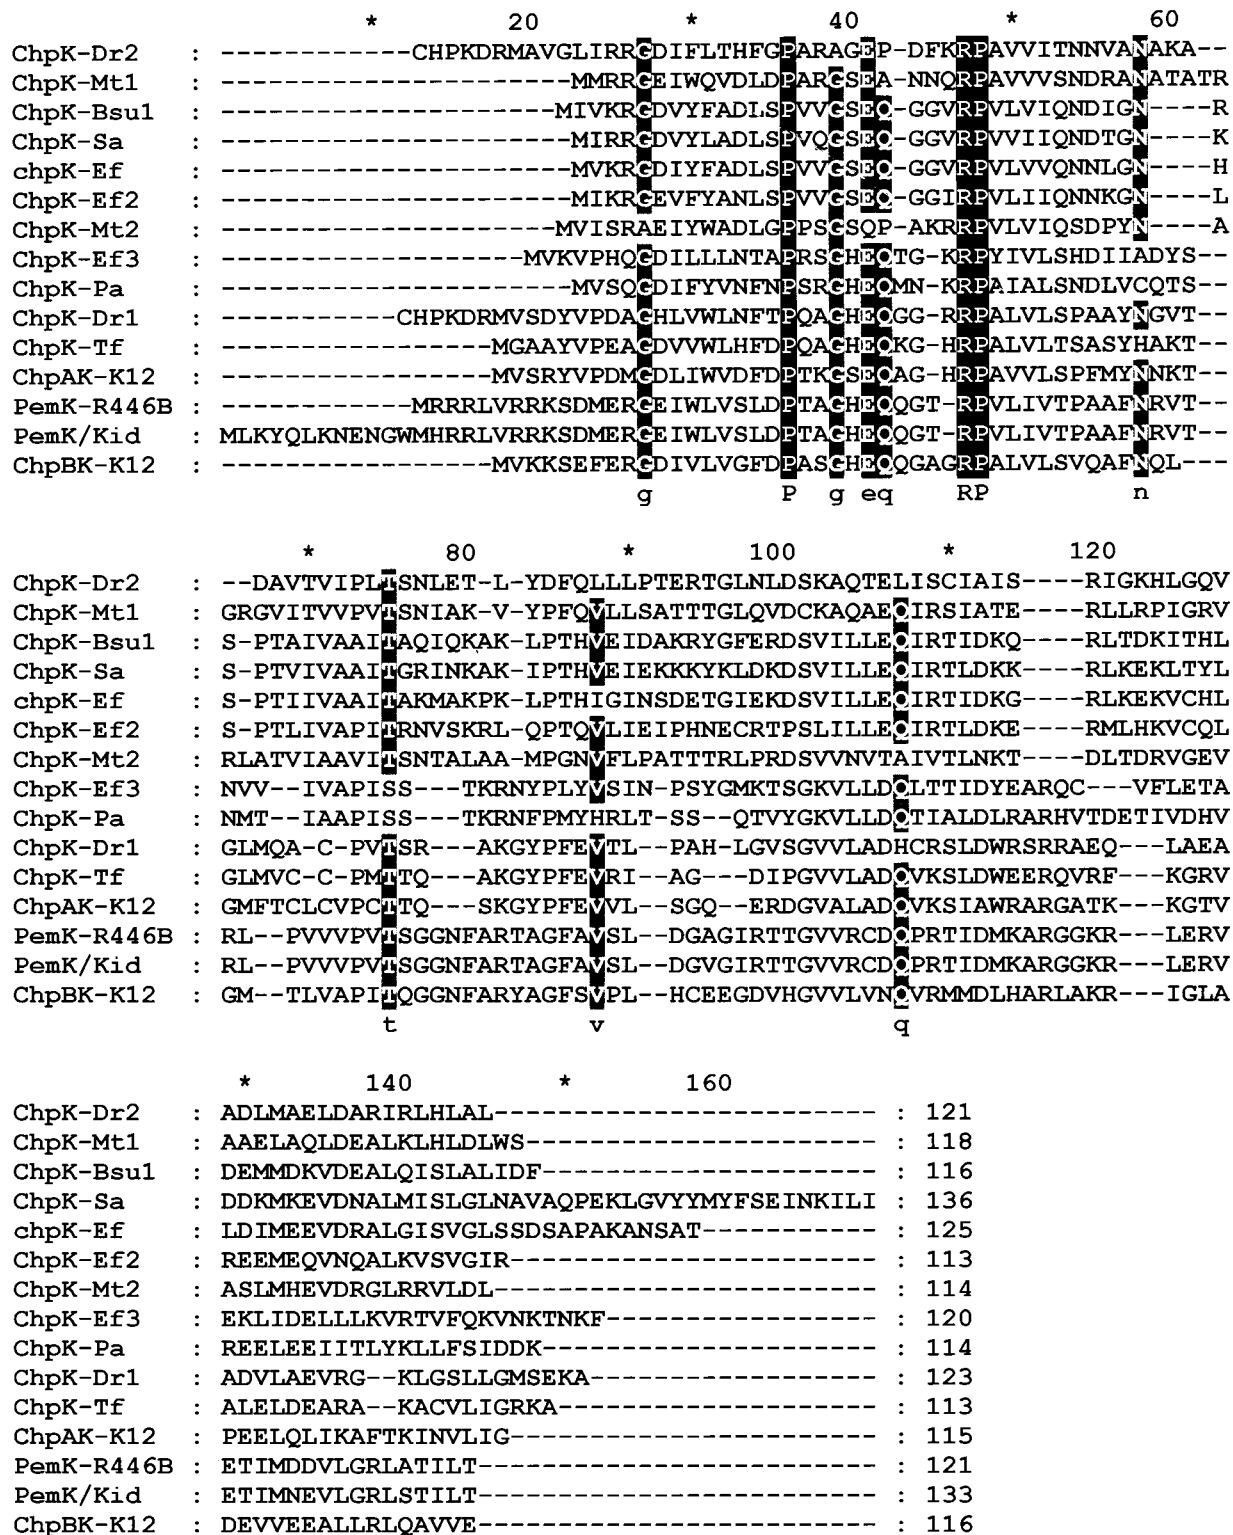 * 20 * 40 * 60
ChpK-Dr2 : ------------CHPKDRMAVGLIRRGDIFLTHFGPARAGEP-DFKRPAVVITNNVANAKA--
ChpK-Mt1 : ----------------------MMRRGEIWQVDLDPARGSEA-NNQRPAVVVSNDRANATATR
ChpK-Bsu1 : ---------------------MIVKRGDVYFADLSPVVGSEQ-GGVRPVLVIQNDIGN----R
ChpK-Sa : ----------------------MIRRGDVYLADLSPVQGSEQ-GGVRPVVIIQNDTGN----K
chpK-Ef : ----------------------MVKRGDIYFADLSPVVGSEQ-GGVRPVLVVQNNLGN----H
ChpK-Ef2 : ----------------------MIKRGEVFYANLSPVVGSEQ-GGIRPVLIIQNNKGN----L
ChpK-Mt2 : ---------------------MVISRAEIYWADLGPPSGSQP-AKRRPVLVIQSDPYN----A
ChpK-Ef3 : -------------------MVKVPHQGDILLLNTAPRSGHEQTG-KRPYIVLSHDIIADYS--
ChpK-Pa : ----------------------MVSQGDIFYVNFNPSRGHEQMN-KRPAIALSNDLVCQTS--
ChpK-Dr1 : -----------CHPKDRMVSDYVPDAGHLVWLNFTPQAGHEQGG-RRPALVLSPAAYNGVT--
ChpK-Tf : -----------------MGAAYVPEAGDVVWLHFDPQAGHEQKG-HRPALVLTSASYHAKT--
ChpAK-K12 : -----------------MVSRYVPDMGDLIWVDFDPTKGSEQAG-HRPAVVLSPFMYNNKT--
PemK-R446B : ------------MRRRLVRRKSDMERGEIWLVSLDPTAGHEQQGT-RPVLIVTPAAFNRVT--
PemK/Kid : MLKYQLKNENGWMHRRLVRRKSDMERGEIWLVSLDPTAGHEQQGT-RPVLIVTPAAFNRVT--
ChpBK-K12 : -----------------MVKKSEFERGDIVLVGFDPASGHEQQGAGRPALVLSVQAFNQL---
g P g eq RP n
* 80 * 100 * 120
ChpK-Dr2 : --DAVTVIPLTSNLET-L-YDFQLLLPTERTGLNLDSKAQTELISCIAIS----RIGKHLGQV
ChpK-Mt1 : GRGVITVVPVTSNIAK-V-YPFQVLLSATTTGLQVDCKAQAEQIRSIATE----RLLRPIGRV
ChpK-Bsu1 : S-PTAIVAAITAQIQKAK-LPTHVEIDAKRYGFERDSVILLEQIRTIDKQ----RLTDKITHL
ChpK-Sa : S-PTVIVAAITGRINKAK-IPTHVEIEKKKYKLDKDSVILLEQIRTLDKK----RLKEKLTYL
chpK-Ef : S-PTIIVAAITAKMAKPK-LPTHIGINSDETGIEKDSVILLEQIRTIDKG----RLKEKVCHL
ChpK-Ef2 : S-PTLIVAPITRNVSKRL-QPTQVLIEIPHNECRTPSLILLEQIRTLDKE----RMLHKVCQL
ChpK-Mt2 : RLATVIAAVITSNTALAA-MPGNVFLPATTTRLPRDSVVNVTAIVTLNKT----DLTDRVGEV
ChpK-Ef3 : NVV--IVAPISS---TKRNYPLYVSIN-PSYGMKTSGKVLLDQLTTIDYEARQC---VFLETA
ChpK-Pa : NMT--IAAPISS---TKRNFPMYHRLT-SS--QTVYGKVLLDQTIALDLRARHVTDETIVDHV
ChpK-Dr1 : GLMQA-C-PVTSR---AKGYPFEVTL--PAH-LGVSGVVLADHCRSLDWRSRRAEQ---LAEA
ChpK-Tf : GLMVC-C-PMTTQ---AKGYPFEVRI--AG--DIPGVVLADQVKSLDWEERQVRF---KGRV
ChpAK-K12 : GMFTCLCVPCTTQ---SKGYPFEVVL--SGQ--ERDGVALADQVKSIAWRARGATK---KGTV
PemK-R446B : RL--PVVVPVTSGGNFARTAGFAVSL--DGAGIRTTGVVRCDQPRTIDMKARGGKR---LERV
PemK/Kid : RL--PVVVPVTSGGNFARTAGFAVSL--DGVGIRTTGVVRCDQPRTIDMKARGGKR---LERV
ChpBK-K12 : GM--TLVAPITQGGNFARYAGFSVPL--HCEEGDVHGVVLVNQVRMMDLHARLAKR---IGLA
t v q
* 140 * 160
ChpK-Dr2 : ADLMAELDARIRLHLAL------------------------ : 121
ChpK-Mt1 : AAELAQLDEALKLHLDLWS---------------------- : 118
ChpK-Bsu1 : DEMMDKVDEALQISLALIDF--------------------- : 116
ChpK-Sa : DDKMKEVDNALMISLGLNAVAQPEKLGVYYMYFSEINKILI : 136
chpK-Ef : LDIMEEVDRALGISVGLSSDSAPAKANSAT----------- : 125
ChpK-Ef2 : REEMEQVNQALKVSVGIR----------------------- : 113
ChpK-Mt2 : ASLMHEVDRGLRRVLDL------------------------ : 114
ChpK-Ef3 : EKLIDELLLKVRTVFQKVNKTNKF----------------- : 120
ChpK-Pa : REELEEIITLYKLLFSIDDK--------------------- : 114
ChpK-Dr1 : ADVLAEVRG--KLGSLLGMSEKA------------------ : 123
ChpK-Tf : ALELDEARA--KACVLIGRKA-------------------- : 113
ChpAK-K12 : PEELQLIKAFTKINVLIG----------------------- : 115
PemK-R446B : ETIMDDVLGRLATILT------------------------- : 121
PemK/Kid : ETIMNEVLGRLSTILT------------------------- : 133
ChpBK-K12 : DEVVEEALLRLQAVVE------------------------- : 116